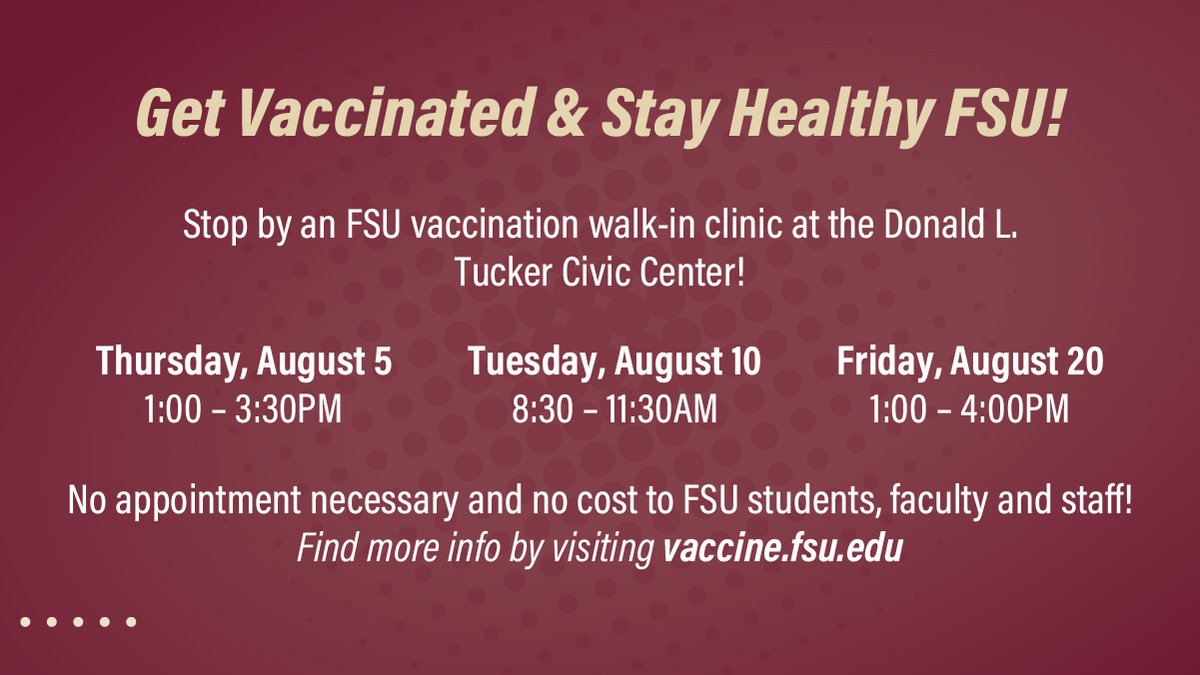 Get Vaccinated & Stay Healthy FSU!
Stop by an FSU vaccination walk-in clinic at the Donald L.
Tucker Civic Center!
Thursday, August 5
1:00 – 3:30PM
Tuesday, August 10
8:30 – 11:30AM
Friday, August 20
1:00 – 4:00PM
No appointment necessary and no cost to FSU students, faculty and staff!
Find more info by visiting vaccine.fsu.edu